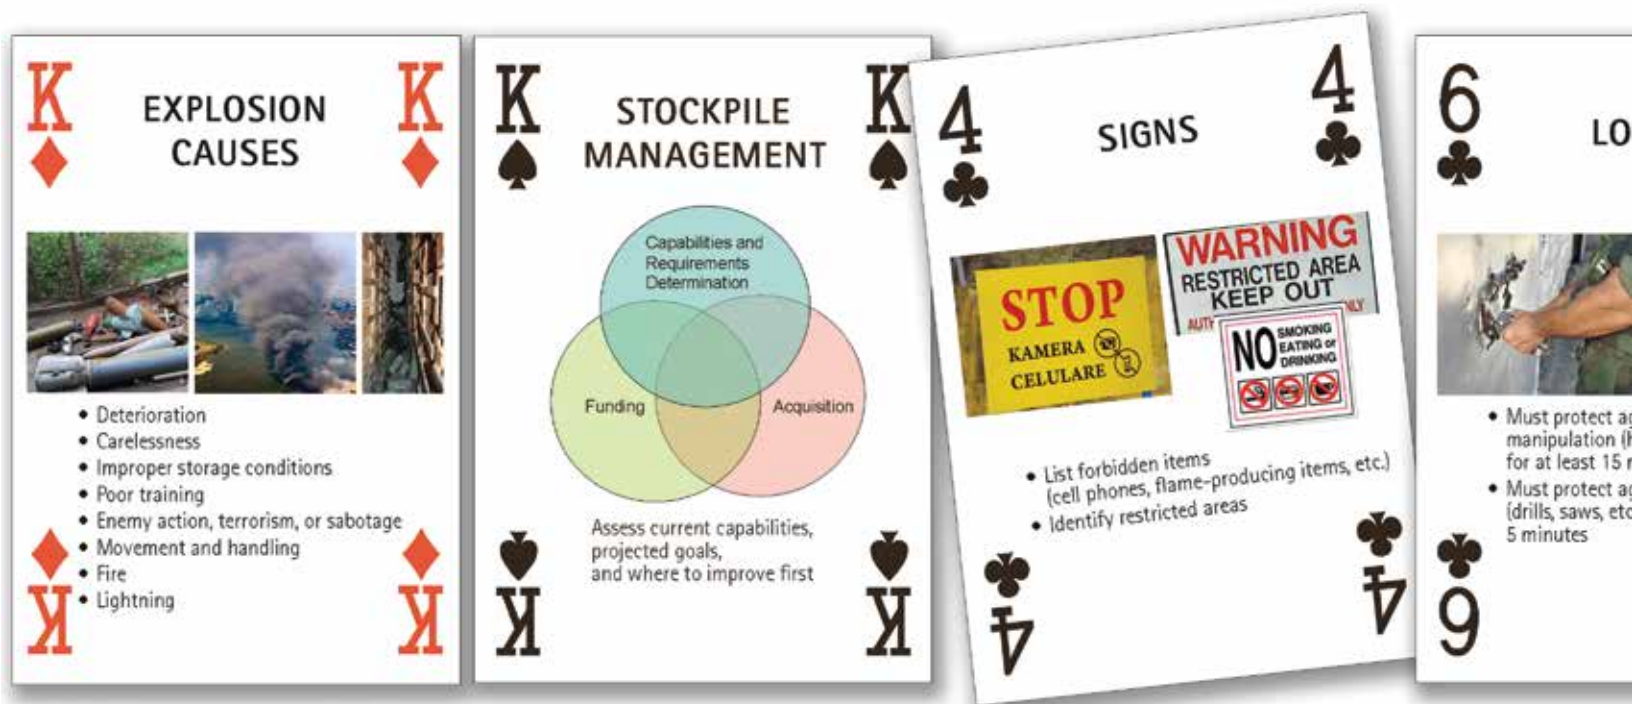 K
K
EXPLOSION
CAUSES
• Deterioration
• Carelessness
• Improper storage conditions
• Poor training
• Enemy action, terrorism, or sabotage
• Movement and handling
• Fire
• Lightning
K
K
K
K
STOCKPILE
MANAGEMENT
Capabilities and
Requirements
Determination
Funding
Acquisition
Assess current capabilities,
projected goals,
and where to improve first
K
K
4
4
SIGNS
STOP
KAMERA
CELULARE
WARNING
RESTRICTED AREA
KEEP OUT
NO SMOKING
EATING or
DRINKING
• List forbidden items
(cell phones, flame-producing items, etc.)
• Identify restricted areas
4
4
6
LO
• Must protect
manipulation
for at least 15
• Must protect
(drills, saws, etc
5 minutes
6